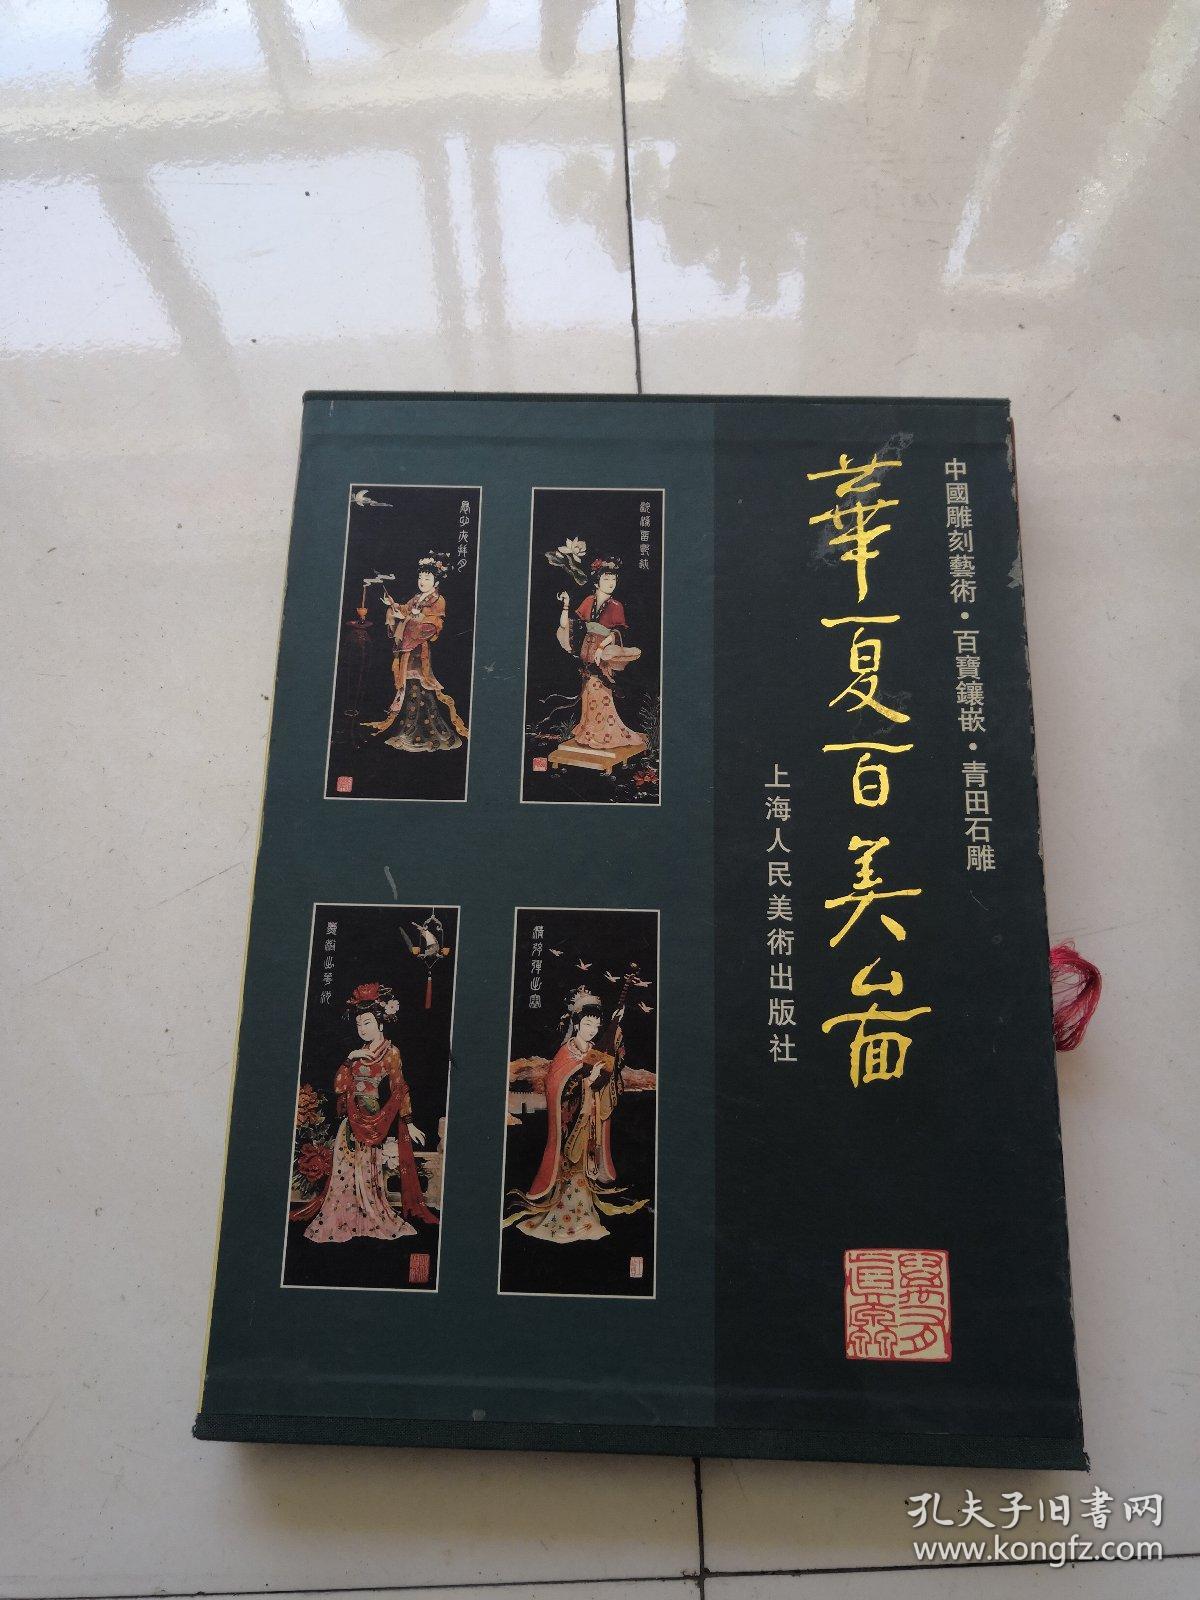 中國雕刻藝術·百寶鑲嵌·青田石雕
華夏百美圖
上海人民美術出版社
孔夫子旧书网
www.kongfz.com